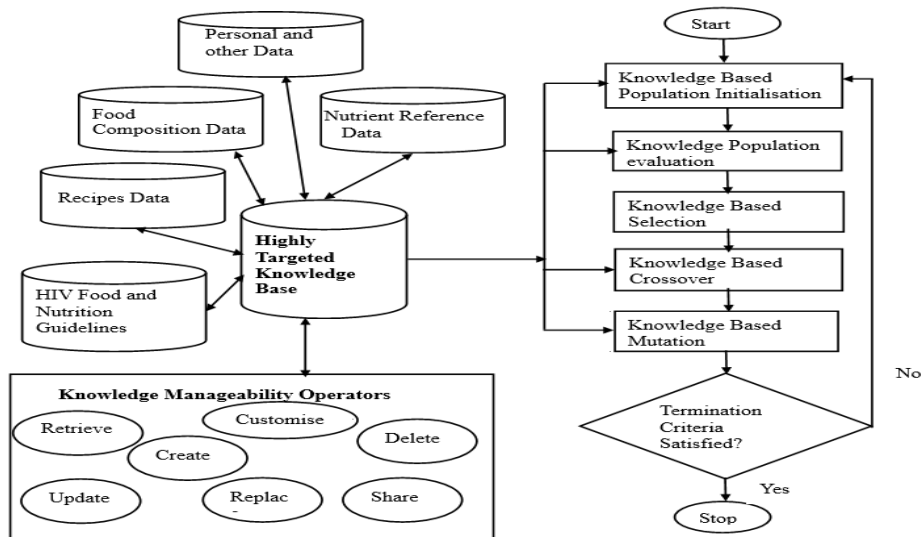 Personal and
other Data
Food
Composition Data
Nutrient Reference
Data
Recipes Data
HIV Food and
Nutrition
Guidelines
Highly
Targeted
Knowledge
Base
Knowledge Manageability Operators
Retrieve
Customise
Delete
Create
Update
Replac
Share
Start
Knowledge Based
Population Initialisation
Knowledge Population
evaluation
Knowledge Based
Selection
Knowledge Based
Crossover
Knowledge Based
Mutation
Termination
Criteria
Satisfied?
No
Yes
Stop